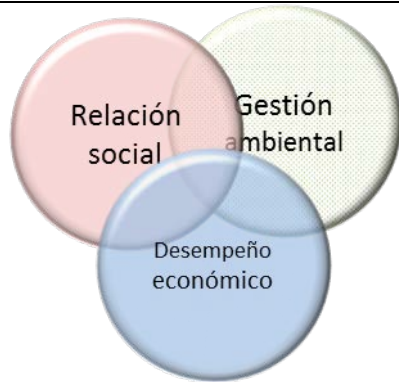 Relación
social
Gestión
ambiental
Desempeño
económico